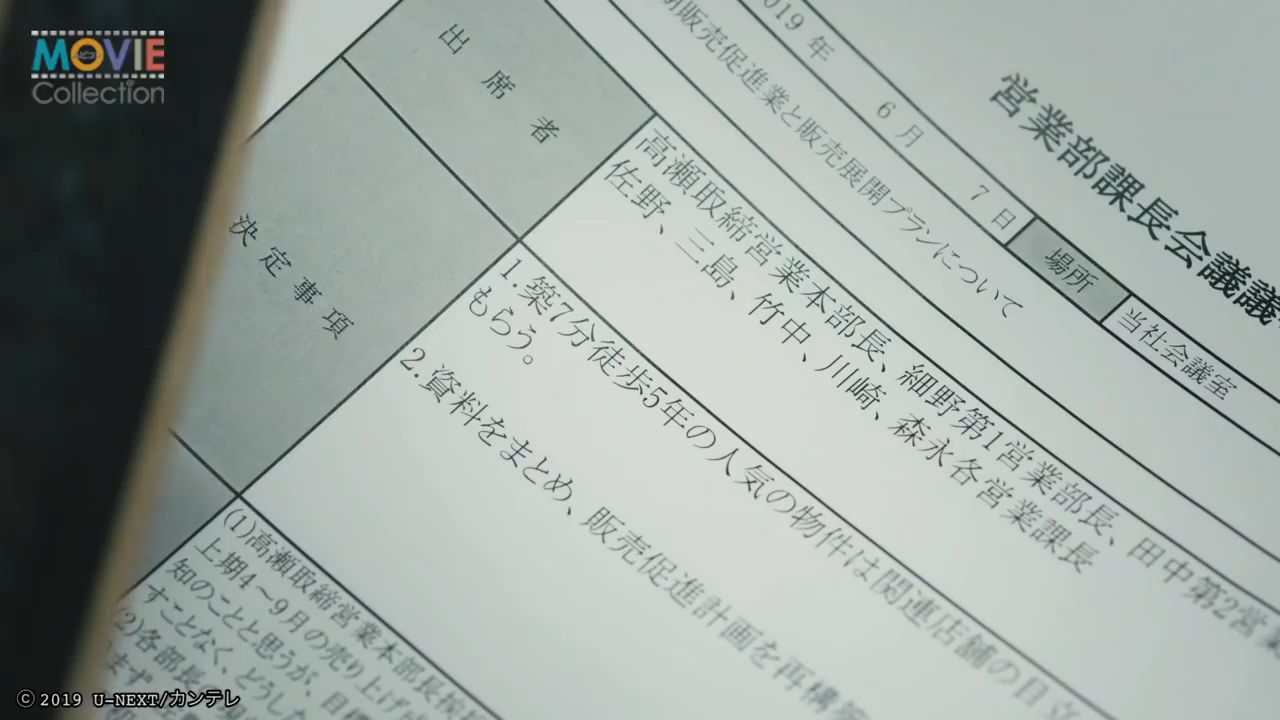 MOVIE
Collection
営業部課長会議議
019年 6月 7日 場所 当社会議室
販売促進業と販売展開プランについて
出席者
高瀬取締営業本部長、細野第1営業部長、田中第2営業
佐野、三島、竹中、川崎、森永各営業課長
決定事項
1.築7分徒歩5年の人気の物件は関連店舗の目立
もらう。
2.資料をまとめ、販売促進計画を再構築
(1)高瀬取締営業本部長挨拶
上期4~9月の売り上げが
知のことと思うが、目標
すことなく、どうした
(2)各部長の
ます
© 2019 U-NEXT/カンテレ